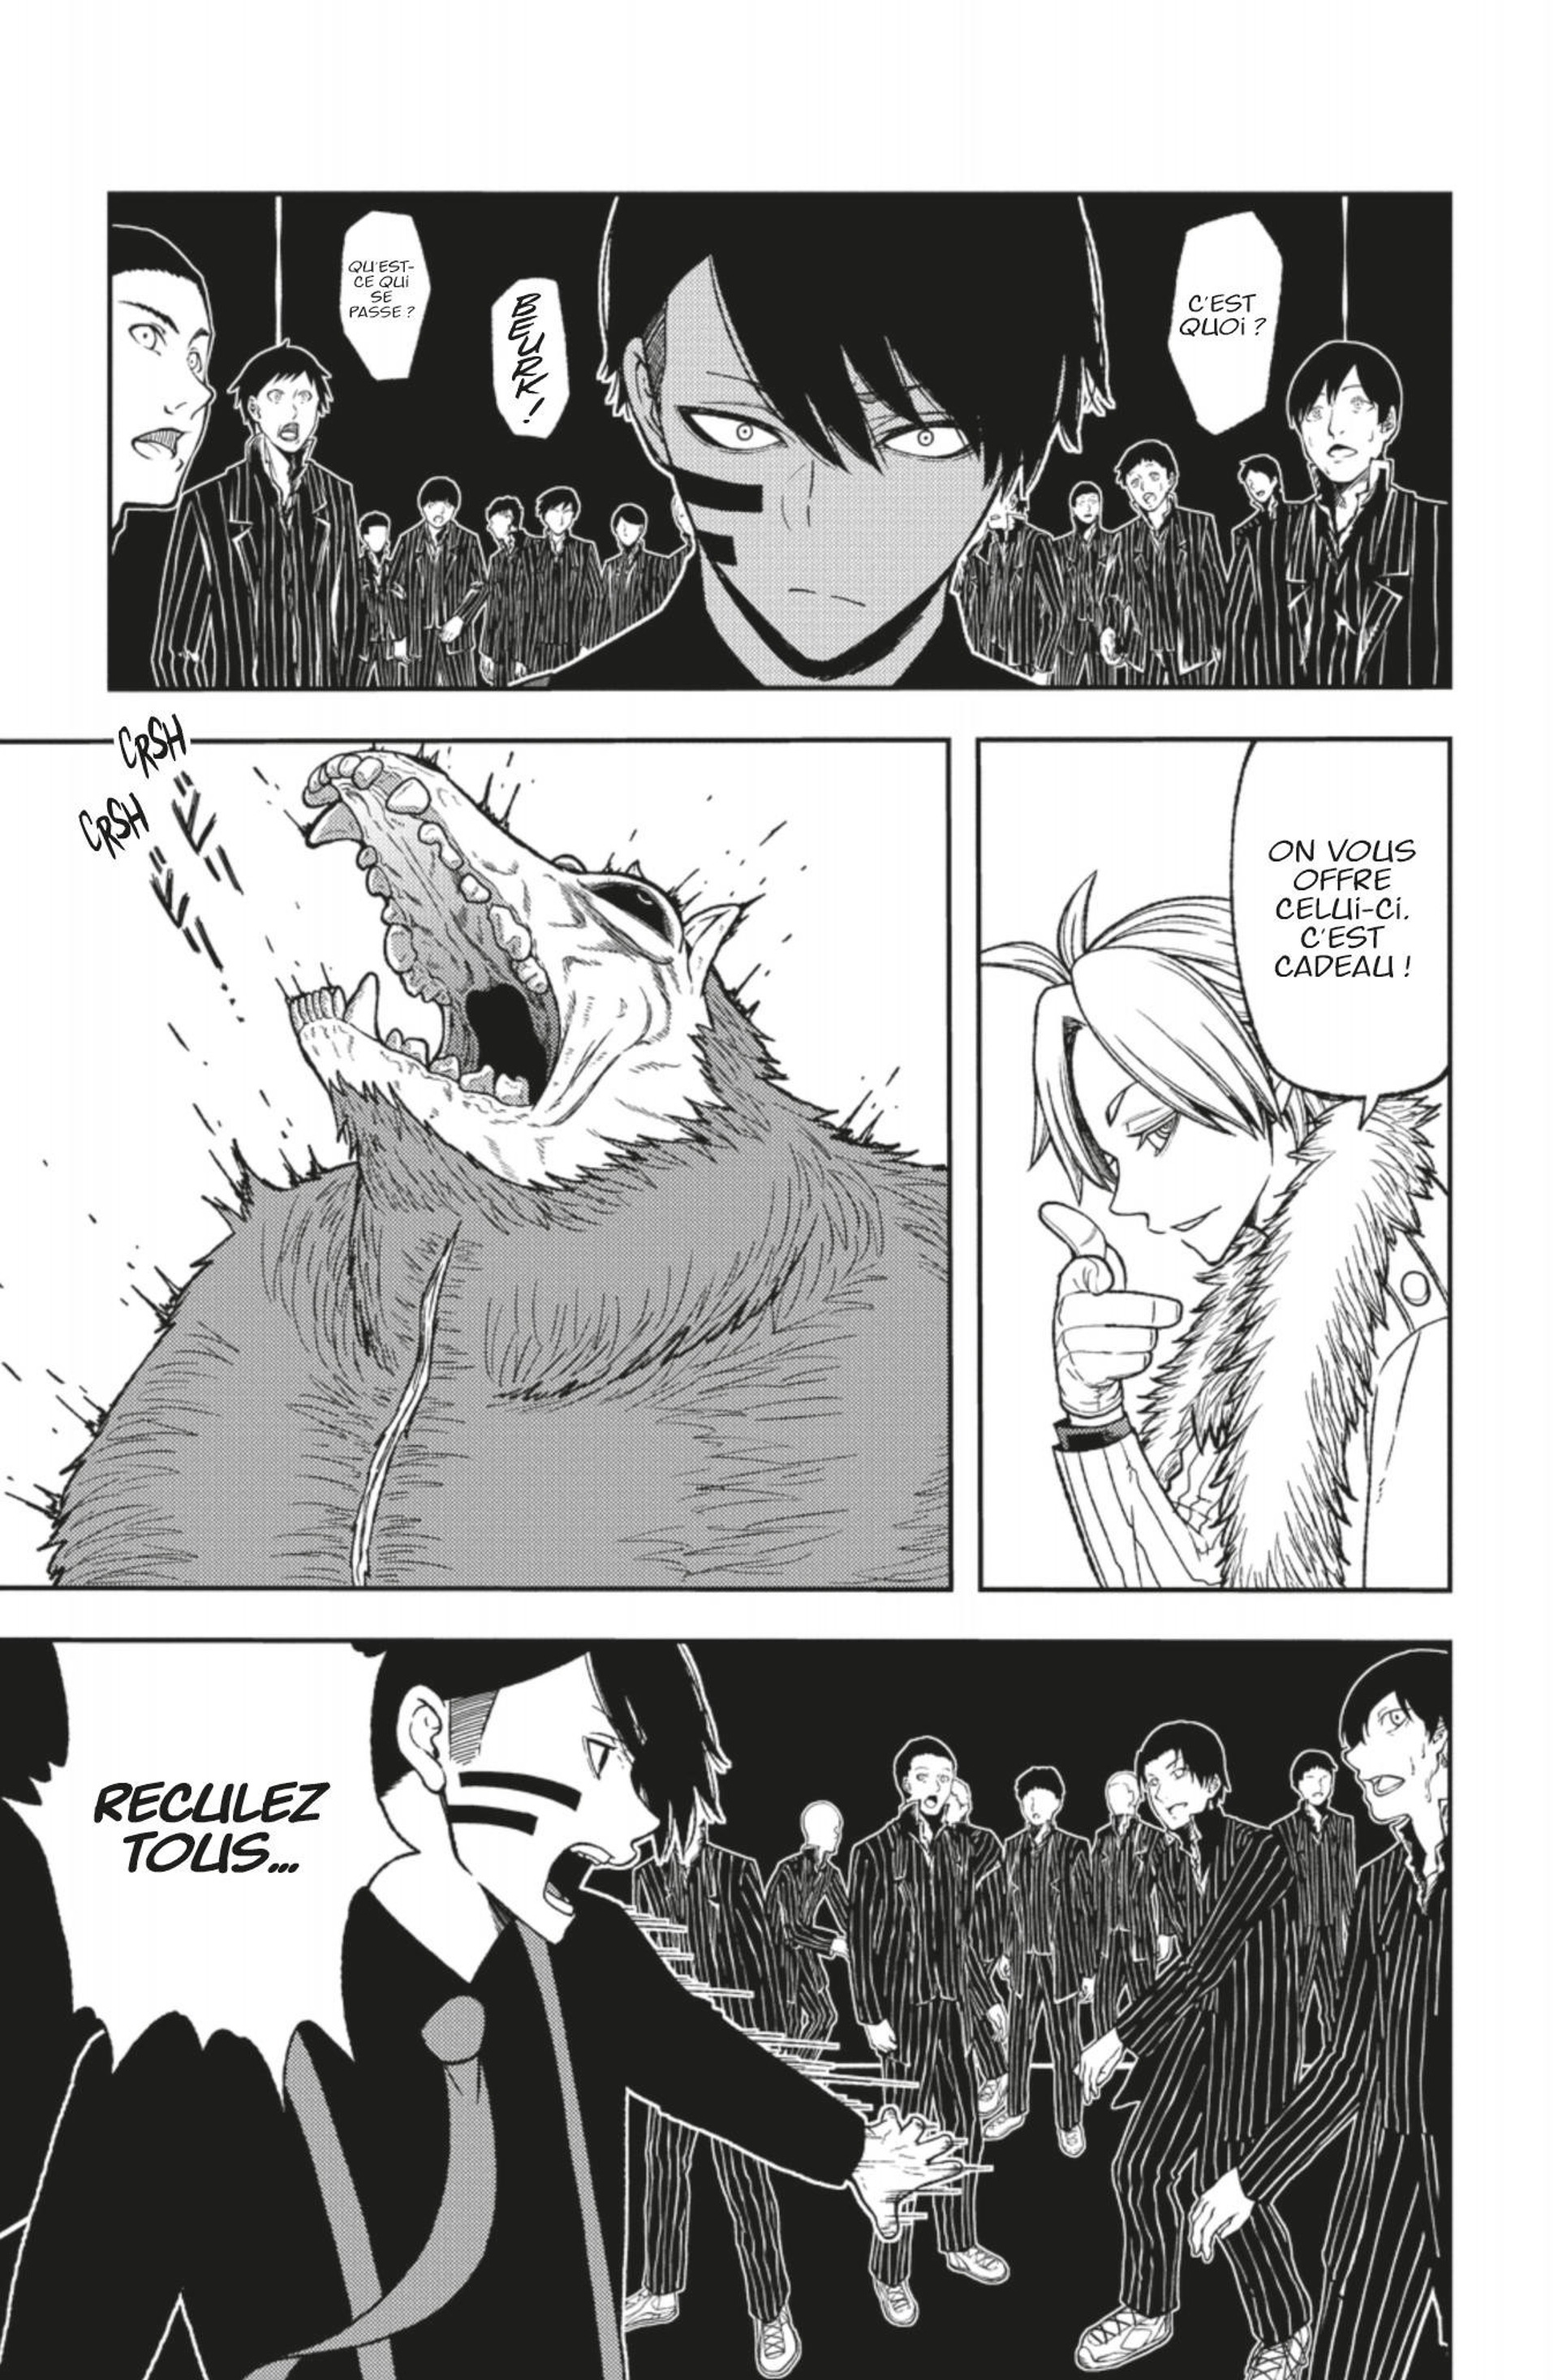 C'EST
QUOi ?
BEURK !
QU'EST-
CE QUi
SE
PASSE ?
ON VOUS
OFFRE
CELUi-Ci.
C'EST
CADEAU !
CRSH
CRSH
RECULEZ
TOUS...